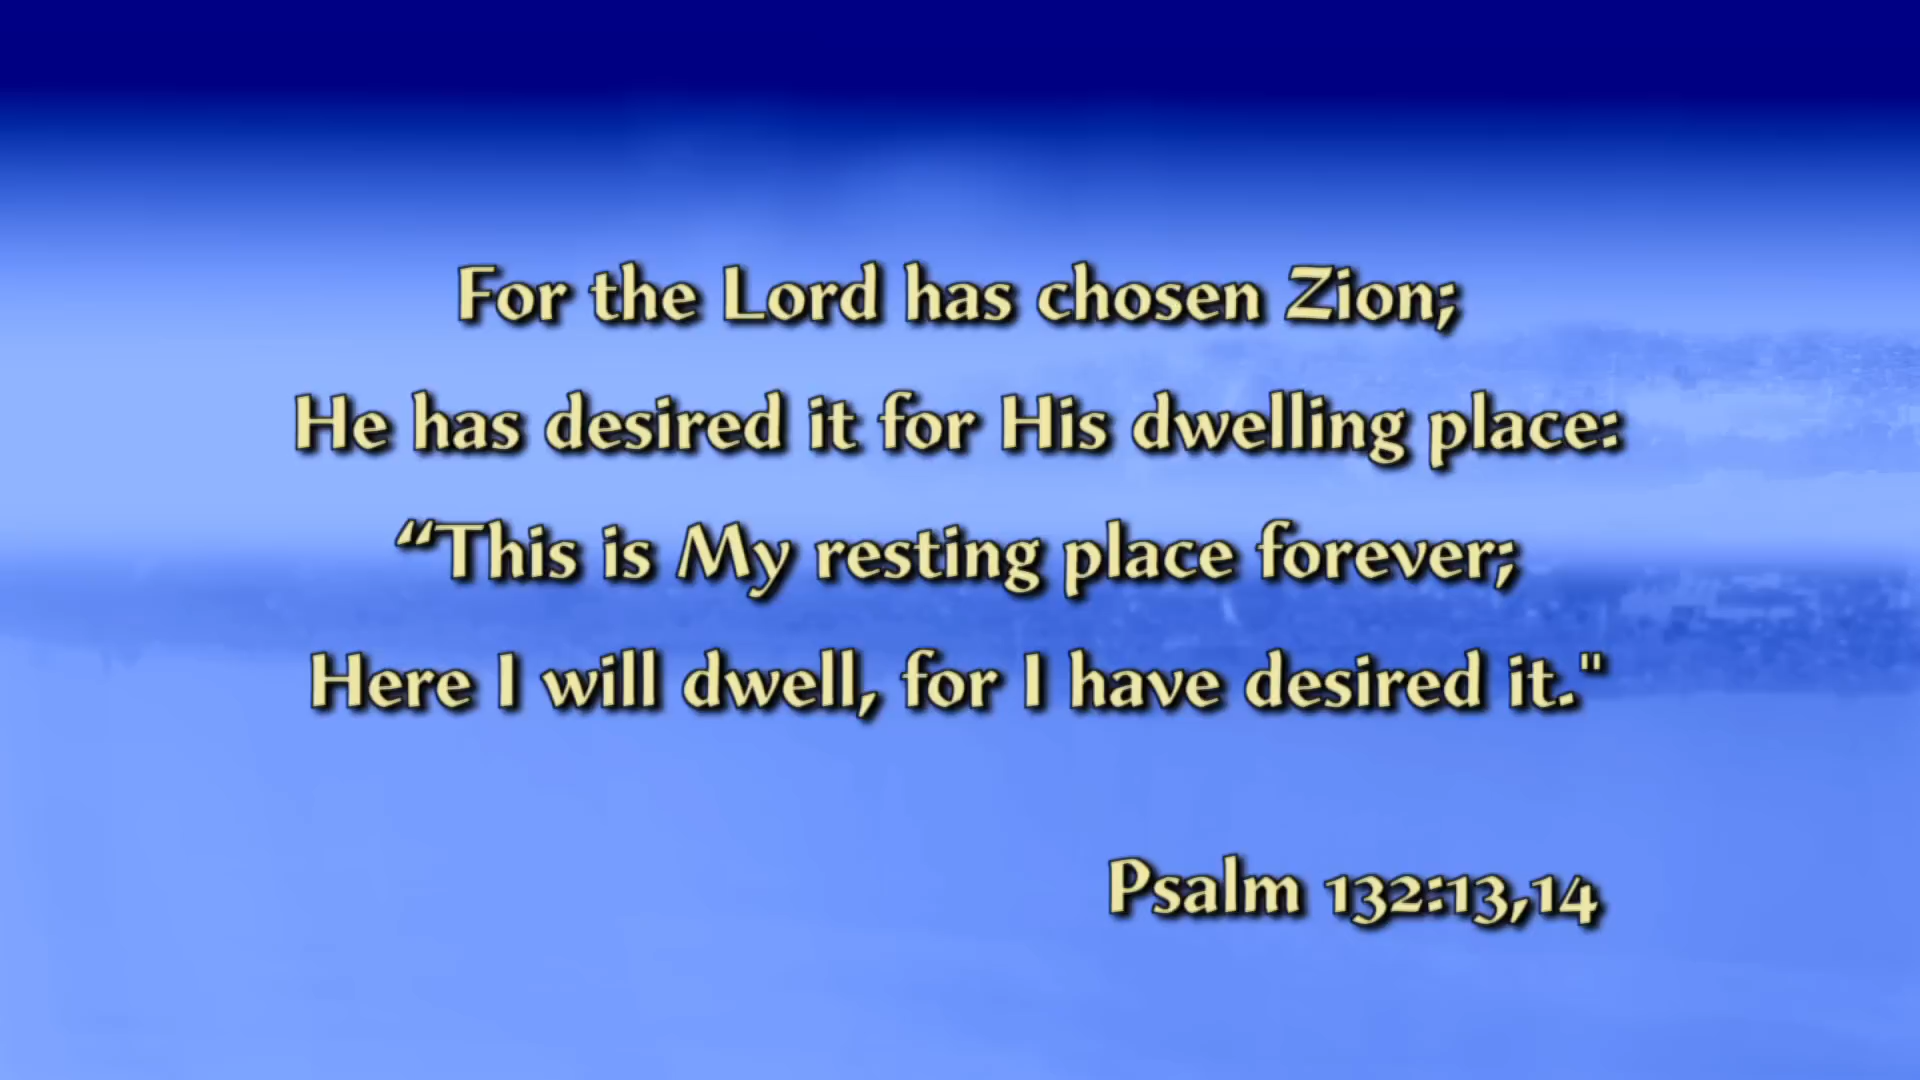 For the Lord has chosen Zion;
He has desired it for His dwelling place:
“This is My resting place forever;
Here I will dwell, for I have desired it."
Psalm 132:13,14